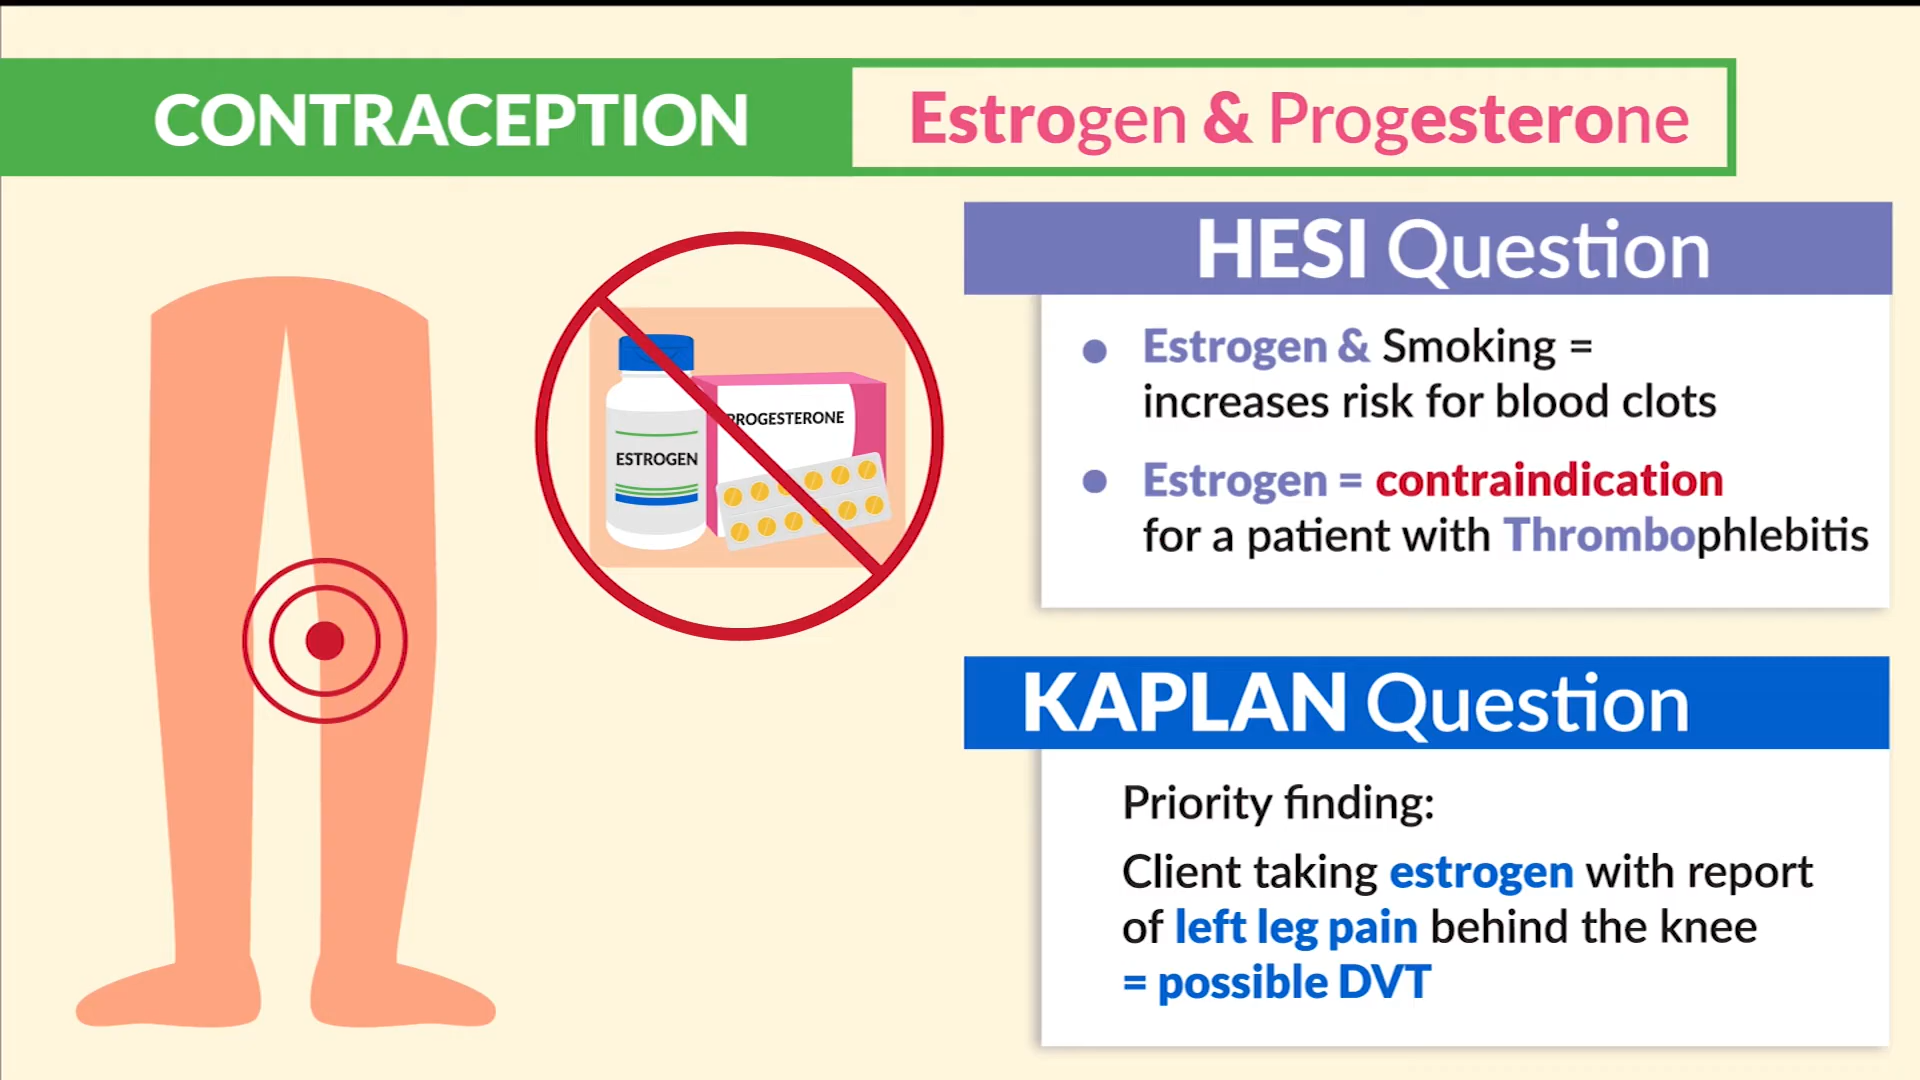 CONTRACEPTION
Estrogen & Progesterone
HESI Question
Estrogen & Smoking =
increases risk for blood clots
Estrogen = contraindication
for a patient with Thrombophlebitis
ESTROGEN
PROGESTERONE
KAPLAN Question
Priority finding:
Client taking estrogen with report
of left leg pain behind the knee
= possible DVT